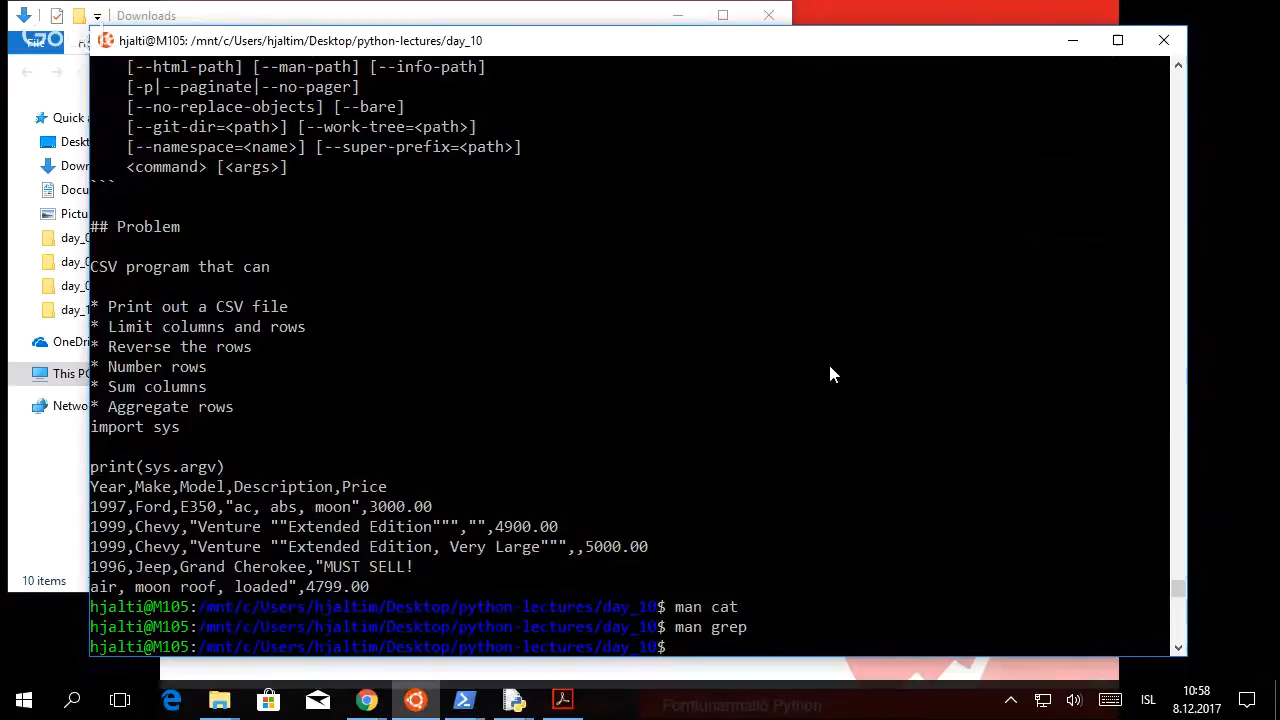 Downloads
File
hjalti@M105: /mnt/c/Users/hjaltim/Desktop/python-lectures/day_10
[--html-path] [--man-path] [--info-path]
[-p|--paginate|--no-pager]
[--no-replace-objects] [--bare]
[--git-dir=<path>] [--work-tree=<path>]
[--namespace=<name>] [--super-prefix=<path>]
<command> [<args>]
```
## Problem
CSV program that can
* Print out a CSV file
* Limit columns and rows
* Reverse the rows
* Number rows
* Sum columns
* Aggregate rows
import sys
print(sys.argv)
Year,Make,Model,Description,Price
1997,Ford,E350,"ac, abs, moon",3000.00
1999,Chevy,"Venture ""Extended Edition""","",4900.00
1999,Chevy,"Venture ""Extended Edition, Very Large""",,5000.00
1996,Jeep,Grand Cherokee,"MUST SELL!
air, moon roof, loaded",4799.00
hjalti@M105:/mnt/c/Users/hjaltim/Desktop/python-lectures/day_10$ man cat
hjalti@M105:/mnt/c/Users/hjaltim/Desktop/python-lectures/day_10$ man grep
hjalti@M105:/mnt/c/Users/hjaltim/Desktop/python-lectures/day_10$
Quick a
Deskt
Down
Docu
Pictu
day_0
day_0
day_0
day_1
OneDri
This PC
Netwo
10 items
Forritunarmálið Python
ISL
10:58
8.12.2017